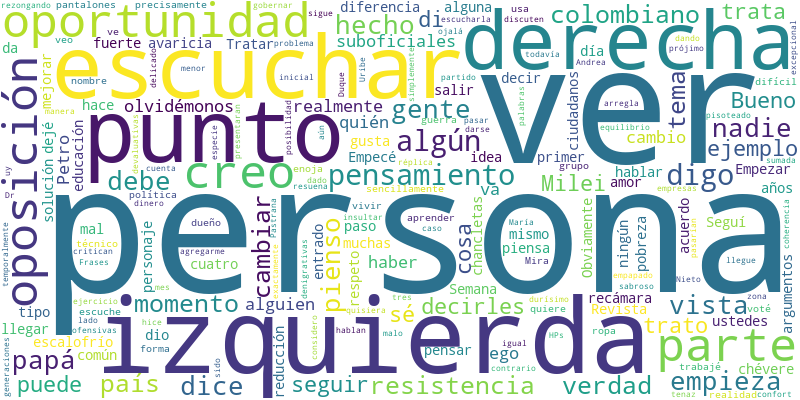 persona
ver
izquierda
punto
escuchar
derecha
oportunidad
oposición
creo
parte
pensamiento
digo
algún
nadie
gente
tema
ejemplo
Bueno
trata
colombiano
hecho
di
suboficiales
debe
cambiar
pienso
momento
papá
país
dice
puede
seguir
resistencia
verdad
empieza
vista
trato
Milei
decirles
sé
cosa
va
rezongando
pantalones
precisamente
diferencia
alguna
usa
discuten
escucharla
ojalá
gobernar
sigue
problema
avaricia
fuerte
Tratar
delicado
menor
inicial
Duque
Uribe
simplemente
partido
todavía
Andrea
día
dando
prójimo
difícil
excepcional
decir
salir
ciudadanos
arregla
palabras
pisoteado
da
veo
ve
mejorar
nombre
hace
olvidémonos
realmente
quién
guerra
pasar
darse
primer
equilibrio
cambio
sumada
Empezar
años
amor
hablar
grupo
idea
gusta
Empecé
réplica
enoja
dado
resuena
aún
posibilidad
presentaran
especie
devaluativas
manera
educación
Petro
solución
dejé
uy
Dr
temporalmente
mal
técnico
critican
Frases
personaje
política
dinero
cuenta
dueño
agregarme
Pastrana
sencillamente
vivir
insultar
paso
muchas
haber
aprender
caso
chancletas
María
mismo
piensa
Mira
Seguí
Obviamente
ningún
pobreza
acuerdo
empresas
pasarían
coherencia
argumentos
llegue
Nieto
empapado
sabroso
recámara
Revista
Semana
durísimo
quiere
zona
voté
ustedes
chévere
trabajé
realidad
confort
tenaz
ropa
HPs
igual
contrario
ego
pensar
malo
hablan
considero
quisiera
tres
respeto
entrado
denigrativas
alguien
cuatro
mes
hice
dio
forma
sido
reducción
común
escalofrío
llegar
tipo
ejercicio
escuche
lado
ofensivas
generaciones